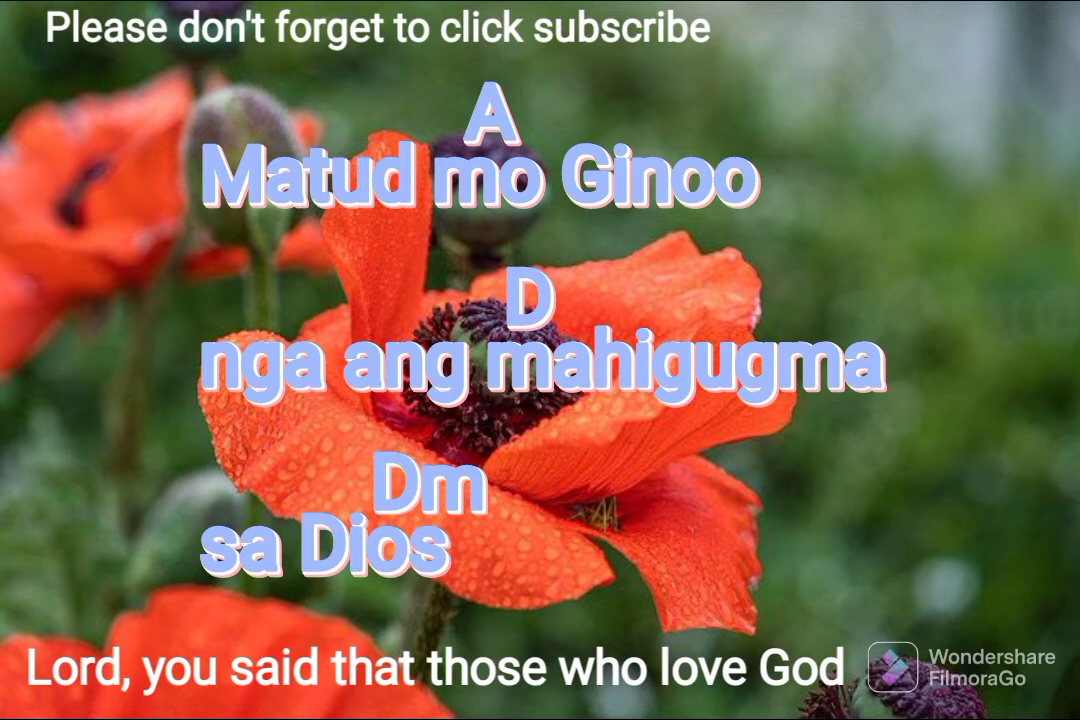 Please don't forget to click subscribe
A
Matud mo Ginoo
D
nga ang mahigugma
Dm
sa Dios
Lord, you said that those who love God
Wondershare
FilmoraGo